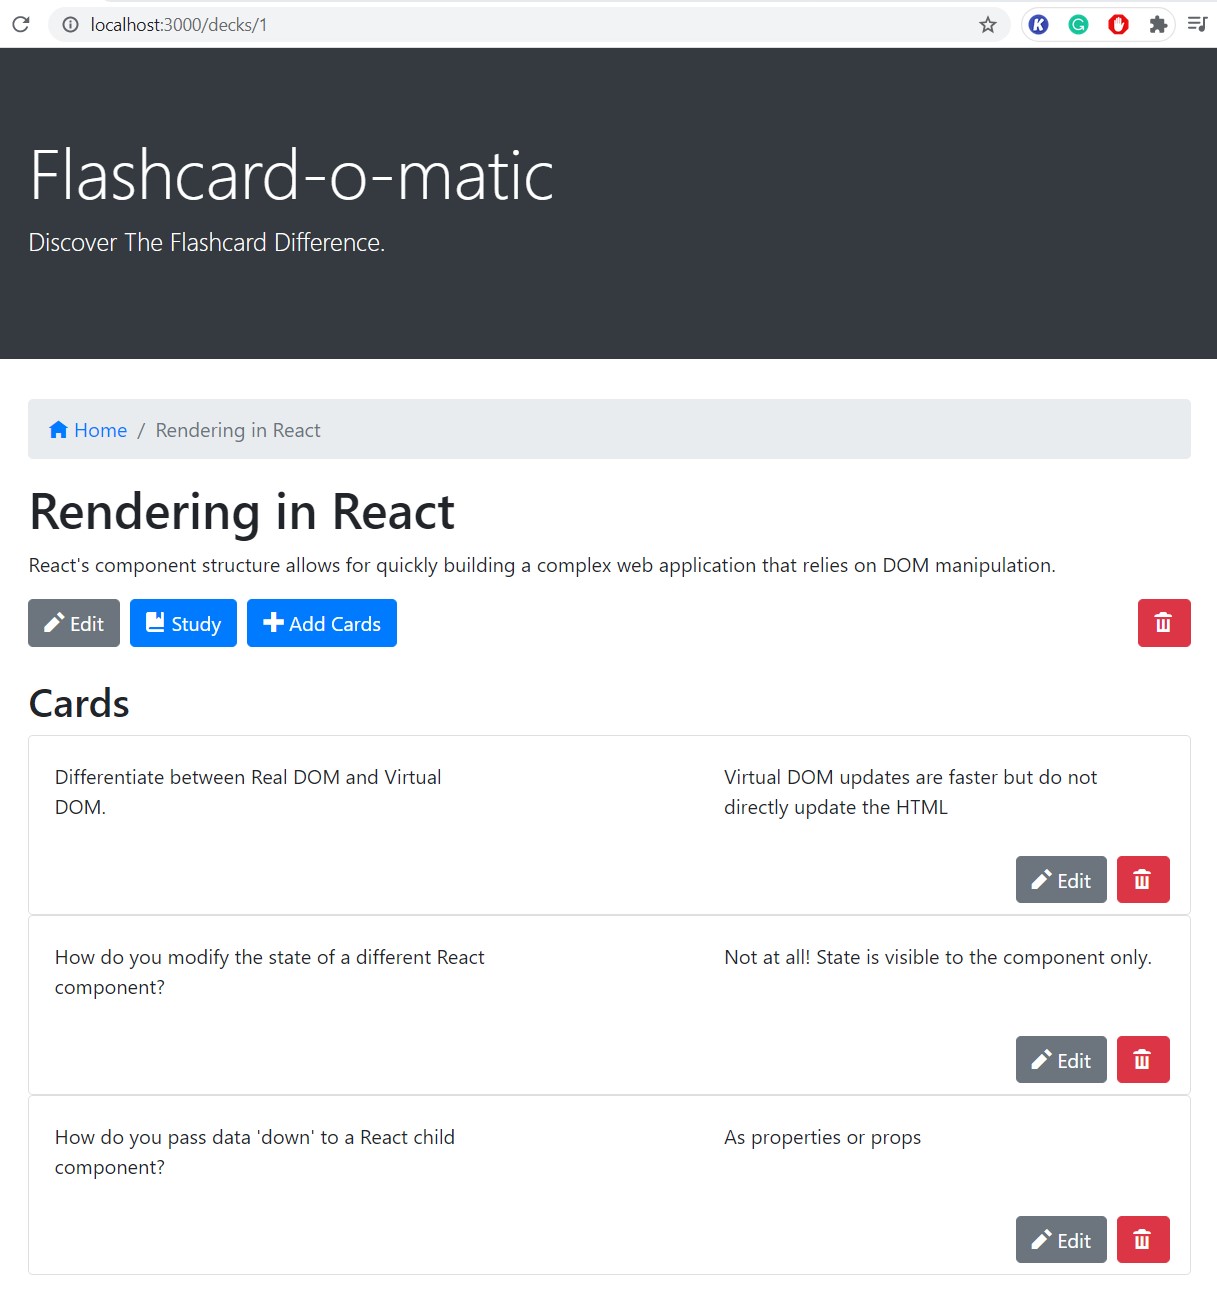 localhost:3000/decks/1
Flashcard-o-matic
Discover The Flashcard Difference.
Home / Rendering in React
Rendering in React
React's component structure allows for quickly building a complex web application that relies on DOM manipulation.
Edit Study Add Cards
Cards
Differentiate between Real DOM and Virtual
DOM.
Virtual DOM updates are faster but do not
directly update the HTML
Edit
How do you modify the state of a different React
component?
Not at all! State is visible to the component only.
Edit
How do you pass data 'down' to a React child
component?
As properties or props
Edit